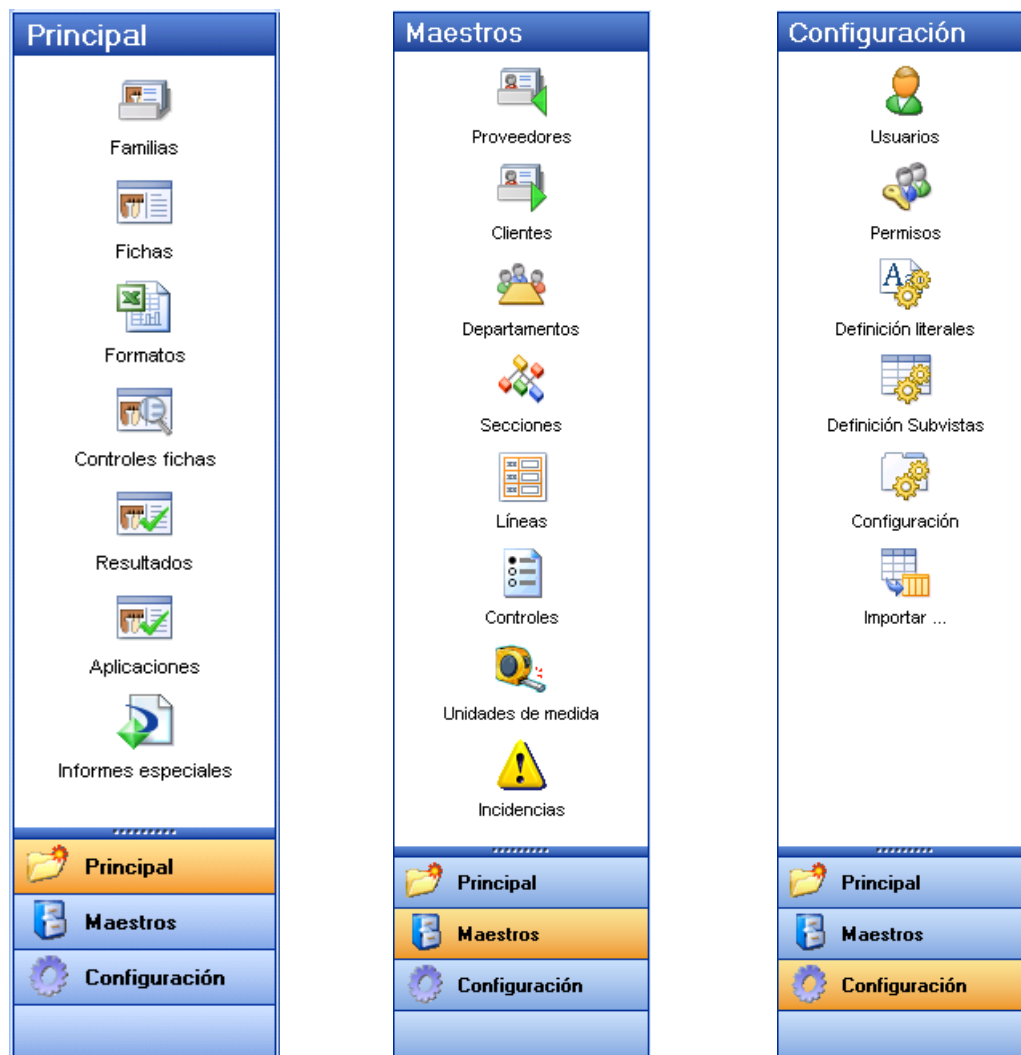 Principal
Familias
Fichas
Formatos
Controles fichas
Resultados
Aplicaciones
Informes especiales
Principal
Maestros
Configuración
Maestros
Proveedores
Clientes
Departamentos
Secciones
Líneas
Controles
Unidades de medida
Incidencias
Principal
Maestros
Configuración
Configuración
Usuarios
Permisos
Definición literales
Definición Subvistas
Configuración
Importar ...
Principal
Maestros
Configuración